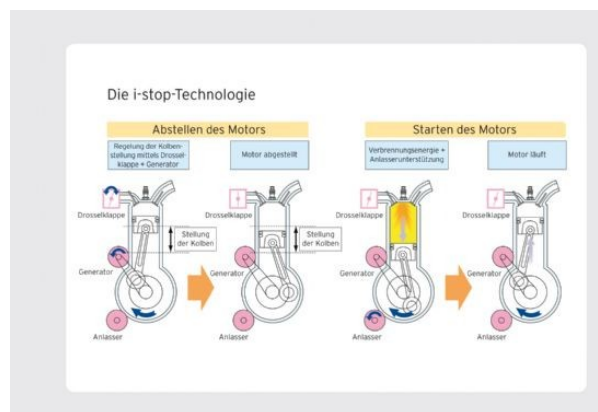 Die i-stop-Technologie
Abstellen des Motors
Starten des Motors
Regelung der Kolben-
stellung mittels Drossel-
klappe + Generator
Motor abgestellt
Verbrennungsenergie +
Anlasserunterstützung
Motor läuft
Drosselklappe
Drosselklappe
Drosselklappe
Drosselklappe
Stellung
der Kolben
Stellung
der Kolben
Generator
Generator
Generator
Generator
Anlasser
Anlasser
Anlasser
Anlasser